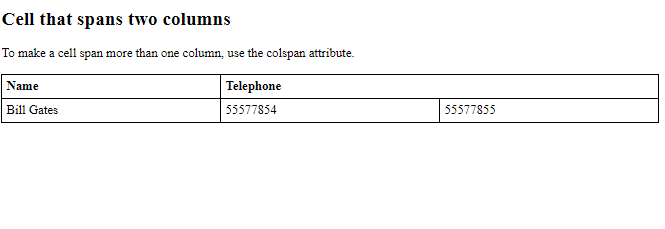 Cell that spans two columns
To make a cell span more than one column, use the colspan attribute.
Name Telephone
Bill Gates 55577854 55577855